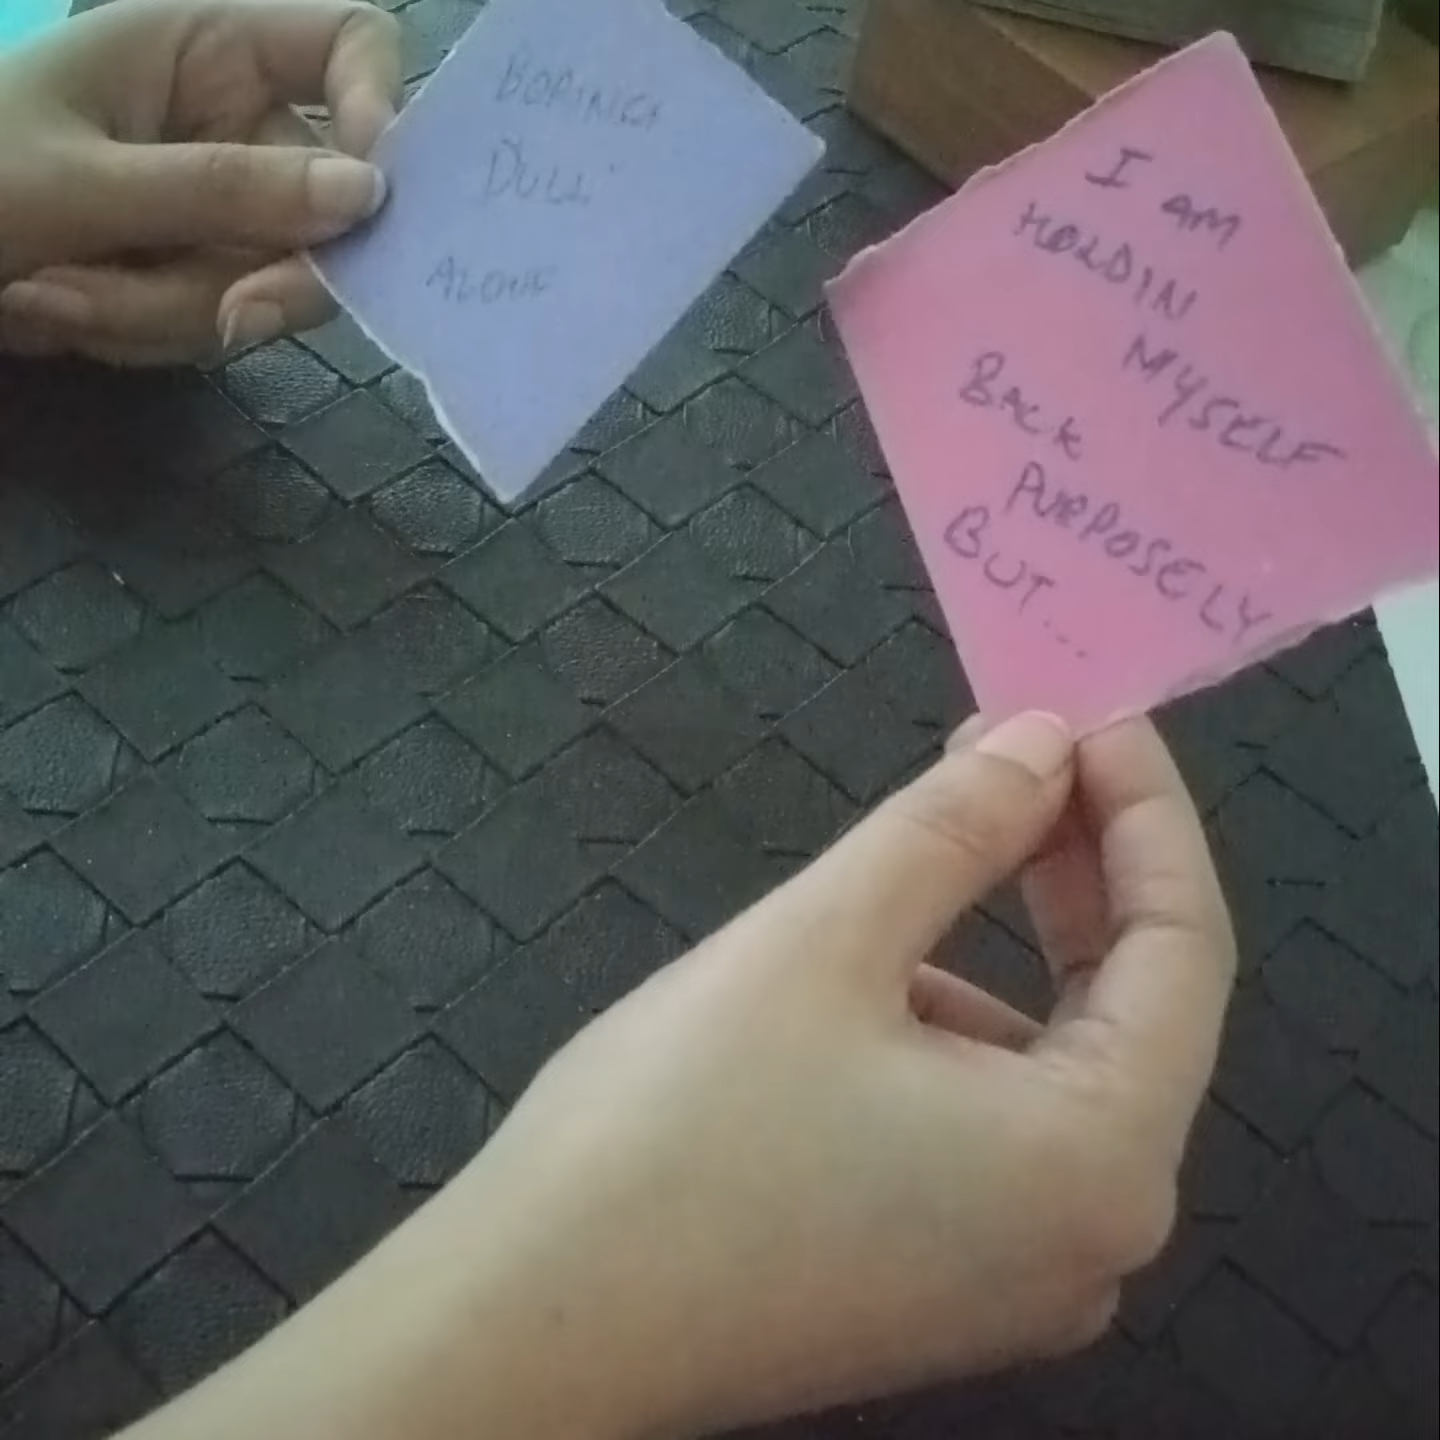 BORING
DULL
ALONE
I AM
HOLDIN
MYSELF
BACK
PURPOSELY
BUT...